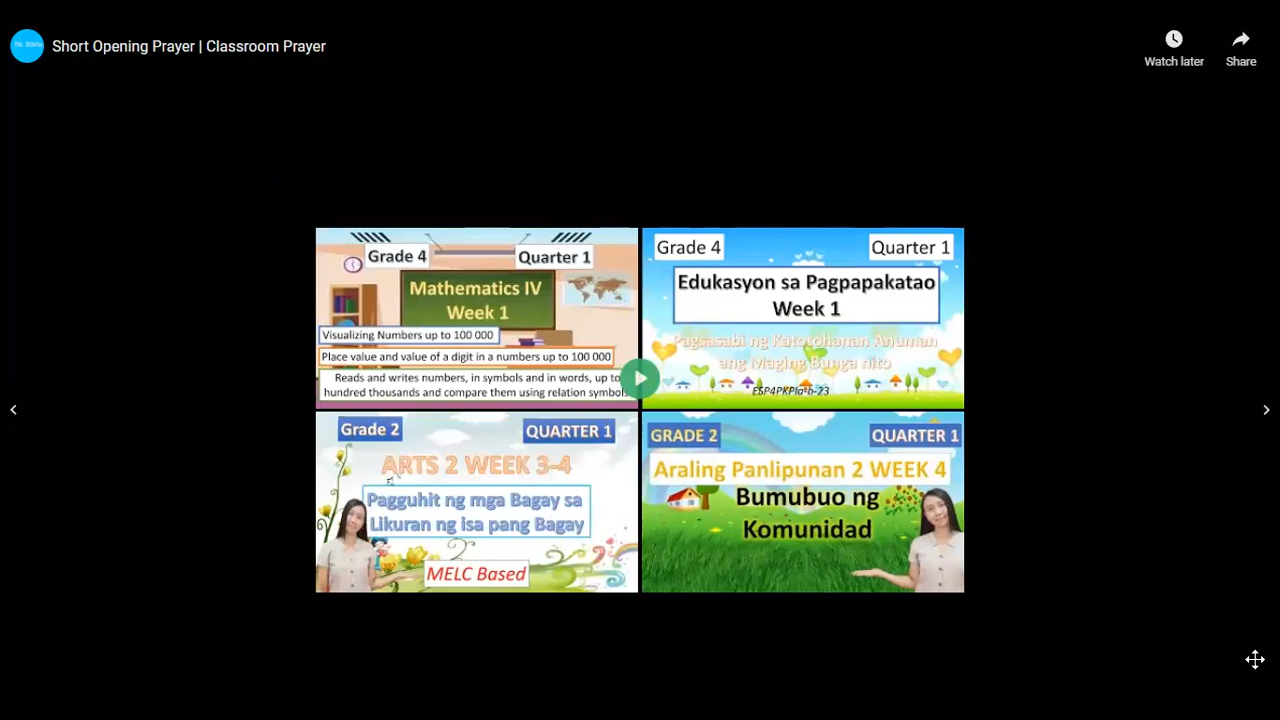 Short Opening Prayer | Classroom Prayer
Watch later
Share
Grade 4
Quarter 1
Mathematics IV
Week 1
Visualizing Numbers up to 100 000
Place value and value of a digit in a numbers up to 100 000
Reads and writes numbers, in symbols and in words, up to
hundred thousands and compare them using relation symbols
Grade 4
Quarter 1
Edukasyon sa Pagpapakatao
Week 1
Pagsasabi ng Katotohanan Anuman
ang Maging Bunga nito
Grade 2
QUARTER 1
ARTS 2 WEEK 3-4
Pagguhit ng mga Bagay sa
Likuran ng isa pang Bagay
MELC Based
GRADE 2
QUARTER 1
Araling Panlipunan 2 WEEK 4
Bumubuo ng
Komunidad